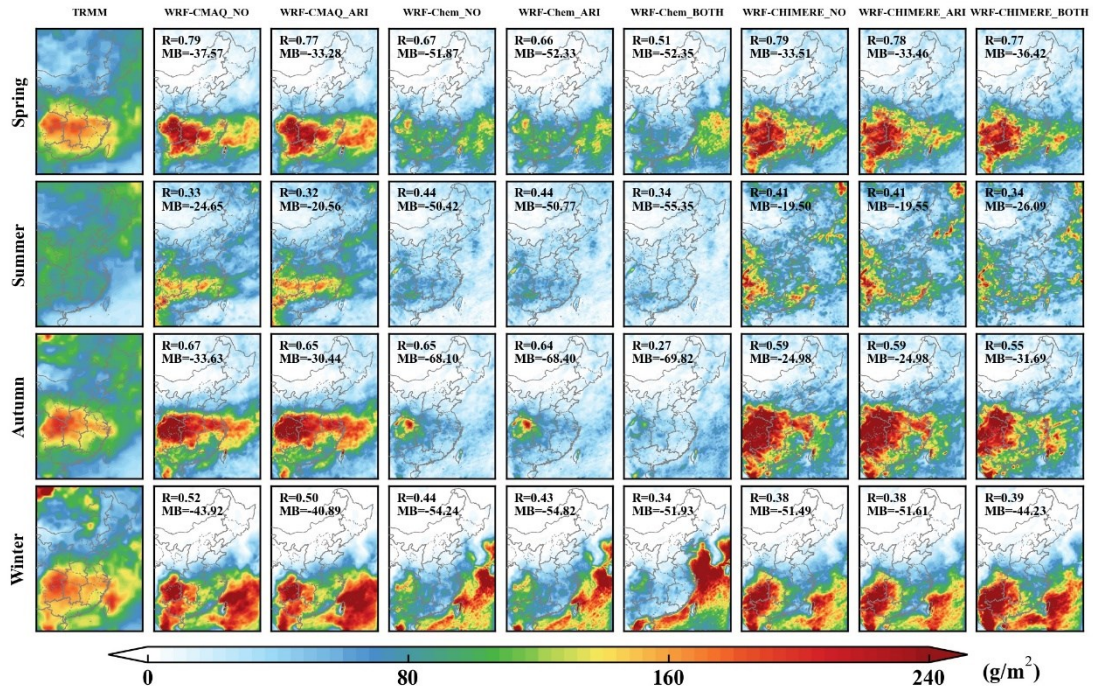 TRMM WRF-CMAQ_NO WRF-CMAQ_ARI WRF-Chem_NO WRF-Chem_ARI WRF-Chem_BOTH WRF-CHIMERE_NO WRF-CHIMERE_ARI WRF-CHIMERE_BOTH
Spring
R=0.79 R=0.77 R=0.67 R=0.66 R=0.51 R=0.79 R=0.78 R=0.77
MB=-37.57 MB=-33.28 MB=-51.87 MB=-52.33 MB=-52.35 MB=-33.51 MB=-33.46 MB=-36.42
Summer
R=0.33 R=0.32 R=0.44 R=0.44 R=0.34 R=0.41 R=0.41 R=0.34
MB=-24.65 MB=-20.56 MB=-50.42 MB=-50.77 MB=-55.35 MB=-19.50 MB=-19.55 MB=-26.09
Autumn
R=0.67 R=0.65 R=0.65 R=0.64 R=0.27 R=0.59 R=0.59 R=0.55
MB=-33.63 MB=-30.44 MB=-68.10 MB=-68.40 MB=-69.82 MB=-24.98 MB=-24.98 MB=-31.69
Winter
R=0.52 R=0.50 R=0.44 R=0.43 R=0.34 R=0.38 R=0.38 R=0.39
MB=-43.92 MB=-40.89 MB=-54.24 MB=-54.82 MB=-51.93 MB=-51.49 MB=-51.61 MB=-44.23
0 80 160 240 (g/m²)